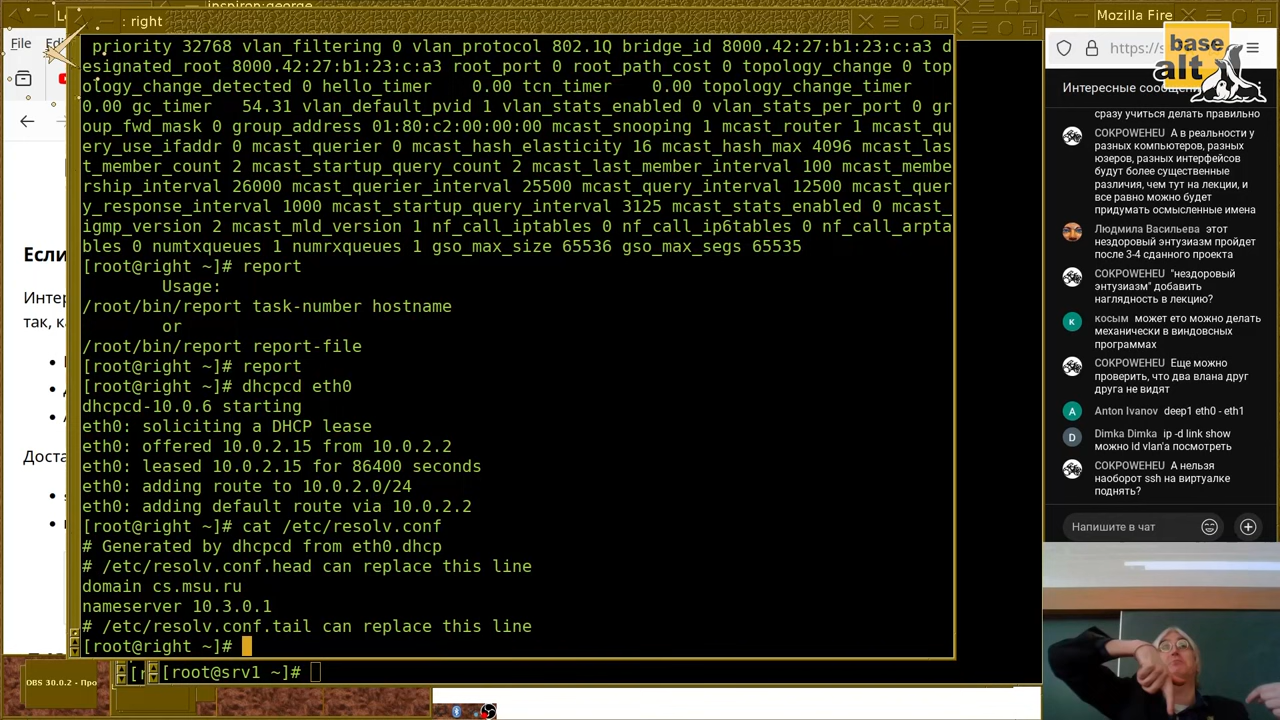 inspiron:george
: right
Mozilla Fire
File
https://s
base
alt
Интересные сообщени
priority 32768 vlan_filtering 0 vlan_protocol 802.1Q bridge_id 8000.42:27:b1:23:c:a3 d
esignated_root 8000.42:27:b1:23:c:a3 root_port 0 root_path_cost 0 topology_change 0 top
ology_change_detected 0 hello_timer    0.00 tcn_timer    0.00 topology_change_timer
0.00 gc_timer   54.31 vlan_default_pvid 1 vlan_stats_enabled 0 vlan_stats_per_port 0 gr
oup_fwd_mask 0 group_address 01:80:c2:00:00:00 mcast_snooping 1 mcast_router 1 mcast_qu
ery_use_ifaddr 0 mcast_querier 0 mcast_hash_elasticity 16 mcast_hash_max 4096 mcast_las
t_member_count 2 mcast_startup_query_count 2 mcast_last_member_interval 100 mcast_membe
rship_interval 26000 mcast_querier_interval 25500 mcast_query_interval 12500 mcast_quer
y_response_interval 1000 mcast_startup_query_interval 3125 mcast_stats_enabled 0 mcast_
igmp_version 2 mcast_mld_version 1 nf_call_iptables 0 nf_call_ip6tables 0 nf_call_arpta
bles 0 numtxqueues 1 numrxqueues 1 gso_max_size 65536 gso_max_segs 65535
[root@right ~]# report
Usage:
/root/bin/report task-number hostname
or
/root/bin/report report-file
[root@right ~]# report
[root@right ~]# dhcpcd eth0
dhcpcd-10.0.6 starting
eth0: soliciting a DHCP lease
eth0: offered 10.0.2.15 from 10.0.2.2
eth0: leased 10.0.2.15 for 86400 seconds
eth0: adding route to 10.0.2.0/24
eth0: adding default route via 10.0.2.2
[root@right ~]# cat /etc/resolv.conf
# Generated by dhcpcd from eth0.dhcp
# /etc/resolv.conf.head can replace this line
domain cs.msu.ru
nameserver 10.3.0.1
# /etc/resolv.conf.tail can replace this line
[root@right ~]#
[root@srv1 ~]#
OBS 30.0.2 - Про
Если
Интер
так, ка
Доста
сразу учиться делать правильно
COKPOWEHEU А в реальности у
разных компьютеров, разных
юзеров, разных интерфейсов
будут более существенные
различия, чем тут на лекции, и
все равно можно будет
придумать осмысленные имена
Людмила Васильева этот
нездоровый энтузиазм пройдет
после 3-4 сданного проекта
COKPOWEHEU "нездоровый
энтузиазм" добавить
наглядность в лекцию?
косым может ето можно делать
механически в виндовсных
программах
COKPOWEHEU Еще можно
проверить, что два влана друг
друга не видят
Anton Ivanov deep1 eth0 - eth1
Dimka Dimka ip -d link show
можно id vlan'а посмотреть
COKPOWEHEU А нельзя
наоборот ssh на виртуалке
поднять?
Напишите в чат